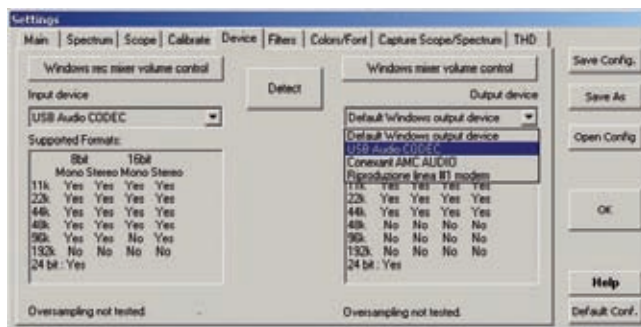 Settings
Main Spectrum Scope Calibrate Device Filters Colors/Font Capture Scope/Spectrum THD
Windows rec mixer volume control
Detect
Windows mixer volume control
Input device
Output device
USB Audio CODEC
Default Windows output device
Default Windows output device
USB Audio CODEC
Conexant AMC AUDIO
Riproduzione linea #1 modem
Supported Formats:
8bit 16bit
Mono Stereo Mono Stereo
11k Yes Yes Yes Yes
22k Yes Yes Yes Yes
44k Yes Yes Yes Yes
48k Yes Yes Yes Yes
96k Yes Yes No Yes
192k No No No No
24 bit : Yes
Oversampling not tested.
11k Yes Yes Yes Yes
22k Yes Yes Yes Yes
44k Yes Yes Yes Yes
48k No No No No
96k No No No No
192k No No No No
24 bit : Yes
Oversampling not tested.
Save Config.
Save As
Open Config
OK
Help
Default Conf.